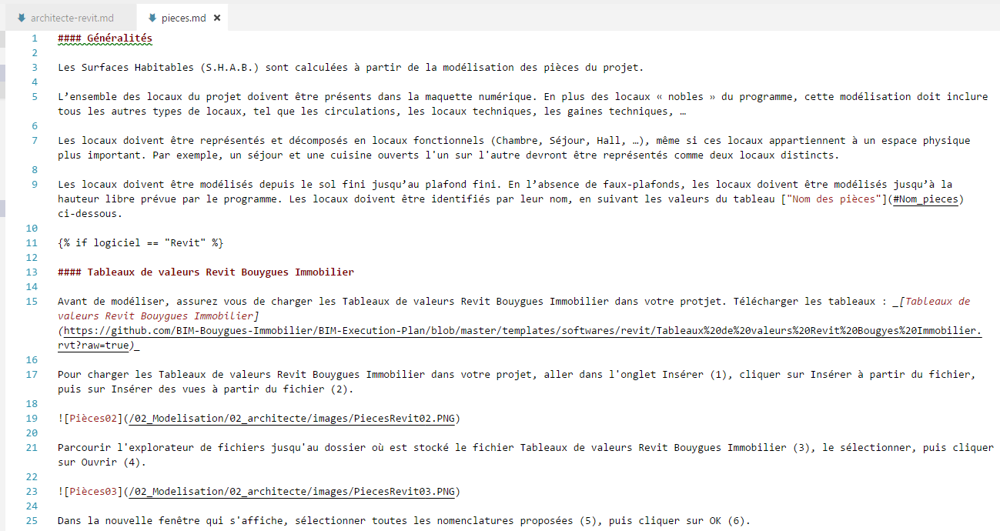 architecte-revit.md
pieces.md ×
1 #### Généralités
2
3 Les Surfaces Habitables (S.H.A.B.) sont calculées à partir de la modélisation des pièces du projet.
4
5 L’ensemble des locaux du projet doivent être présents dans la maquette numérique. En plus des locaux « nobles » du programme, cette modélisation doit inclure
tous les autres types de locaux, tel que les circulations, les locaux techniques, les gaines techniques, …
6
7 Les locaux doivent être représentés et décomposés en locaux fonctionnels (Chambre, Séjour, Hall, …), même si ces locaux appartiennent à un espace physique
plus important. Par exemple, un séjour et une cuisine ouverts l'un sur l'autre devront être représentés comme deux locaux distincts.
8
9 Les locaux doivent être modélisés depuis le sol fini jusqu’au plafond fini. En l’absence de faux-plafonds, les locaux doivent être modélisés jusqu’à la
hauteur libre prévue par le programme. Les locaux doivent être identifiés par leur nom, en suivant les valeurs du tableau ["Nom des pièces"](#Nom_pieces)
ci-dessous.
10
11 {% if logiciel == "Revit" %}
12
13 #### Tableaux de valeurs Revit Bouygues Immobilier
14
15 Avant de modéliser, assurez vous de charger les Tableaux de valeurs Revit Bouygues Immobilier dans votre protjet. Télécharger les tableaux : _[Tableaux de
valeurs Revit Bouygues Immobilier]
(https://github.com/BIM-Bouygues-Immobilier/BIM-Execution-Plan/blob/master/templates/softwares/revit/Tableaux%20de%20valeurs%20Revit%20Bougyes%20Immobilier.
rvt?raw=true)_
16
17 Pour charger les Tableaux de valeurs Revit Bouygues Immobilier dans votre projet, aller dans l'onglet Insérer (1), cliquer sur Insérer à partir du fichier,
puis sur Insérer des vues à partir du fichier (2).
18
19 ![Pièces02](/02_Modelisation/02_architecte/images/PiecesRevit02.PNG)
20
21 Parcourir l'explorateur de fichiers jusqu'au dossier où est stocké le fichier Tableaux de valeurs Revit Bouygues Immobilier (3), le sélectionner, puis cliquer
sur Ouvrir (4).
22
23 ![Pièces03](/02_Modelisation/02_architecte/images/PiecesRevit03.PNG)
24
25 Dans la nouvelle fenêtre qui s'affiche, sélectionner toutes les nomenclatures proposées (5), puis cliquer sur OK (6).